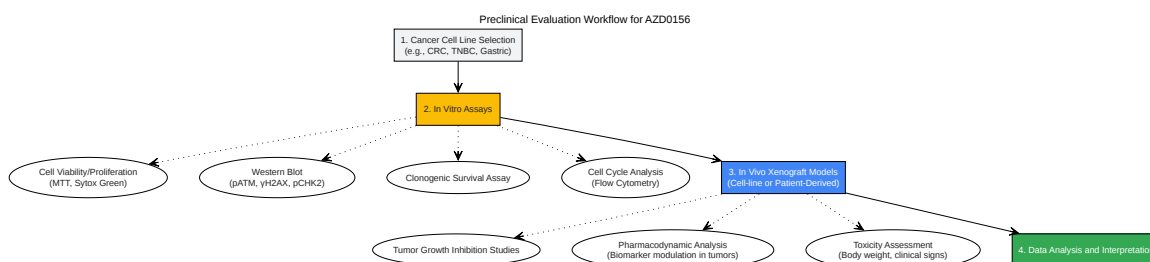 Preclinical Evaluation Workflow for AZD0156
1. Cancer Cell Line Selection
(e.g., CRC, TNBC, Gastric)
2. In Vitro Assays
Cell Viability/Proliferation
(MTT, Sytox Green)
Western Blot
(pATM, γH2AX, pCHK2)
Clonogenic Survival Assay
Cell Cycle Analysis
(Flow Cytometry)
3. In Vivo Xenograft Models
(Cell-line or Patient-Derived)
Tumor Growth Inhibition Studies
Pharmacodynamic Analysis
(Biomarker modulation in tumors)
Toxicity Assessment
(Body weight, clinical signs)
4. Data Analysis and Interpretatio